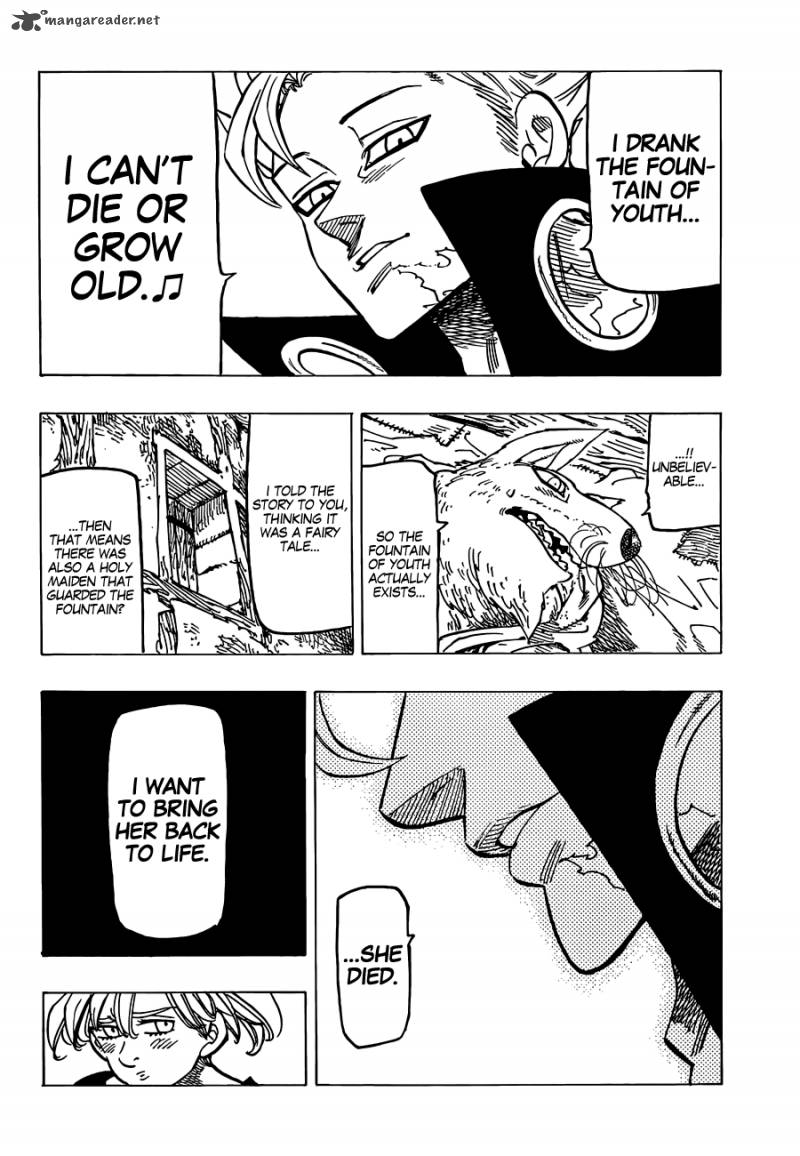 mangareader.net
I DRANK
THE FOUN-
TAIN OF
YOUTH...
I CAN'T
DIE OR
GROW
OLD.♫
...!!
UNBELIEV-
ABLE...
SO THE
FOUNTAIN
OF YOUTH
ACTUALLY
EXISTS...
I TOLD THE
STORY TO YOU,
THINKING IT
WAS A FAIRY
TALE...
...THEN
THAT MEANS
THERE WAS
ALSO A HOLY
MAIDEN THAT
GUARDED THE
FOUNTAIN?
...SHE
DIED.
I WANT
TO BRING
HER BACK
TO LIFE.